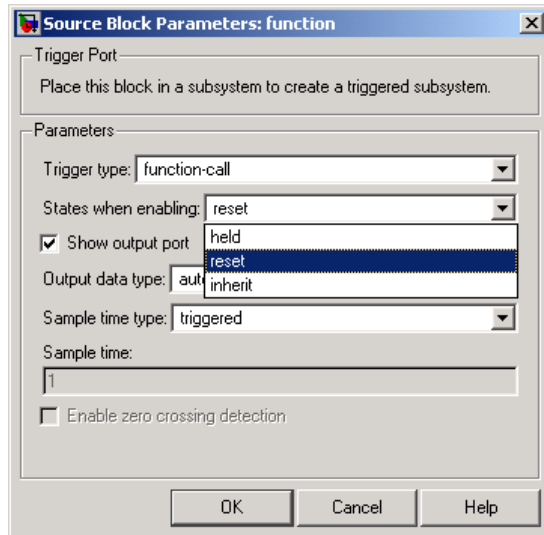 Source Block Parameters: function
Trigger Port
Place this block in a subsystem to create a triggered subsystem.
Parameters
Trigger type: function-call
States when enabling: reset
Show output port
held
reset
inherit
Output data type:
Sample time type: triggered
Sample time:
1
Enable zero crossing detection
OK Cancel Help